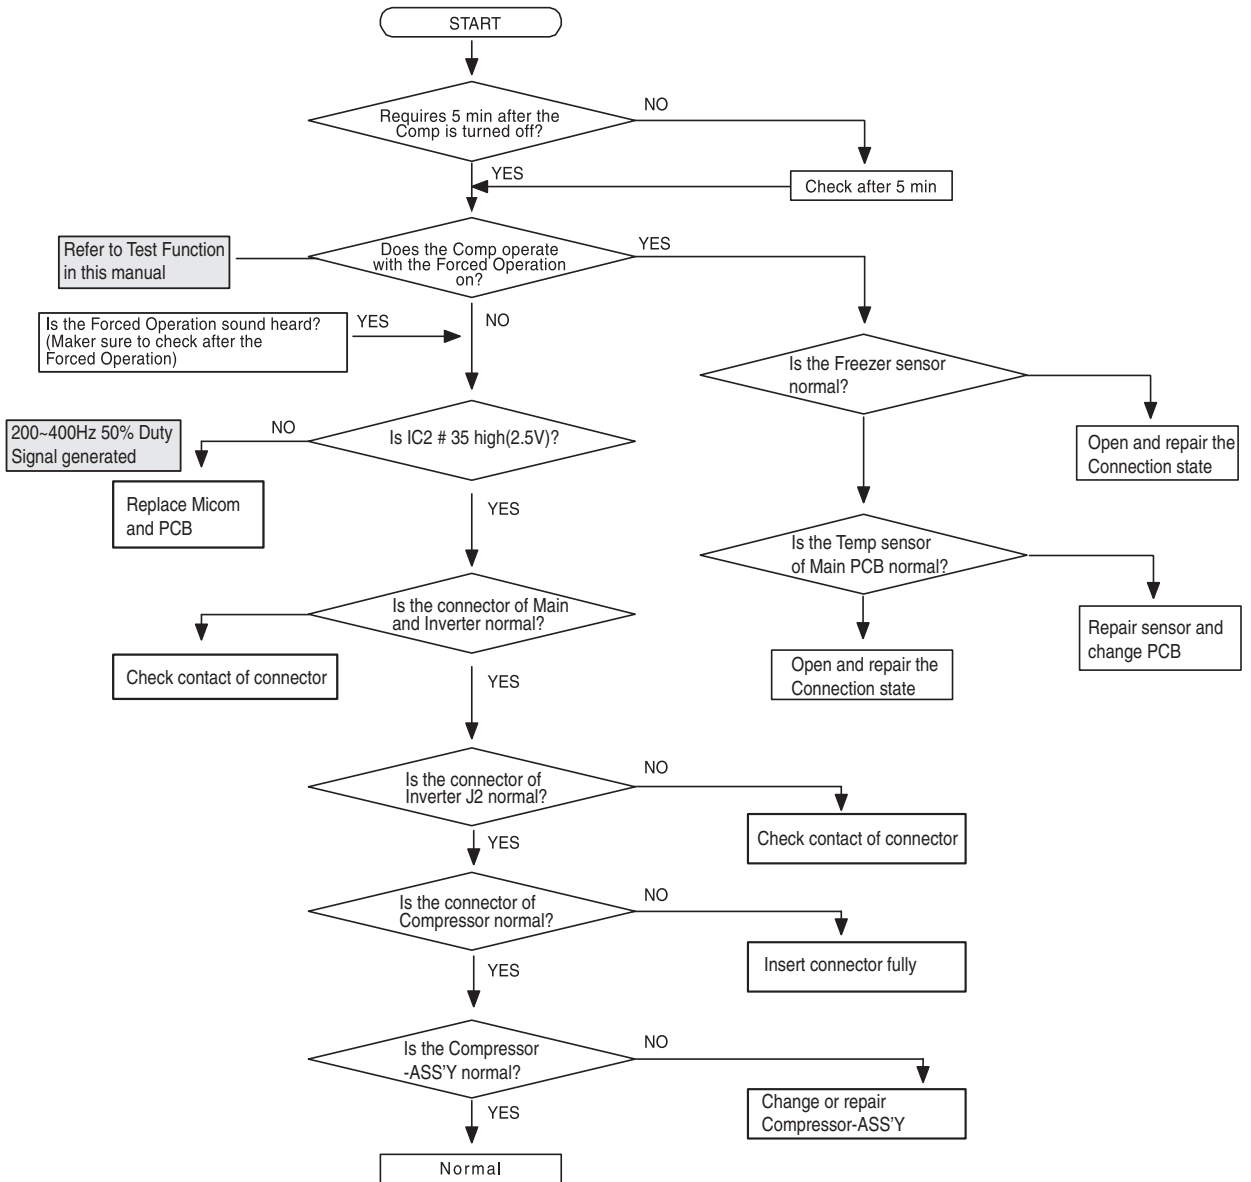 START
Requires 5 min after the
Comp is turned off?
NO
YES
Check after 5 min
Refer to Test Function
in this manual
Does the Comp operate
with the Forced Operation
on?
YES
NO
Is the Forced Operation sound heard?
(Maker sure to check after the
Forced Operation)
YES
Is the Freezer sensor
normal?
Open and repair the
Connection state
200~400Hz 50% Duty
Signal generated
NO
Is IC2 # 35 high(2.5V)?
Replace Micom
and PCB
YES
Is the Temp sensor
of Main PCB normal?
Repair sensor and
change PCB
Open and repair the
Connection state
Is the connector of Main
and Inverter normal?
Check contact of connector
YES
Is the connector of
Inverter J2 normal?
NO
Check contact of connector
YES
Is the connector of
Compressor normal?
NO
Insert connector fully
YES
Is the Compressor
-ASS'Y normal?
NO
Change or repair
Compressor-ASS'Y
YES
Normal